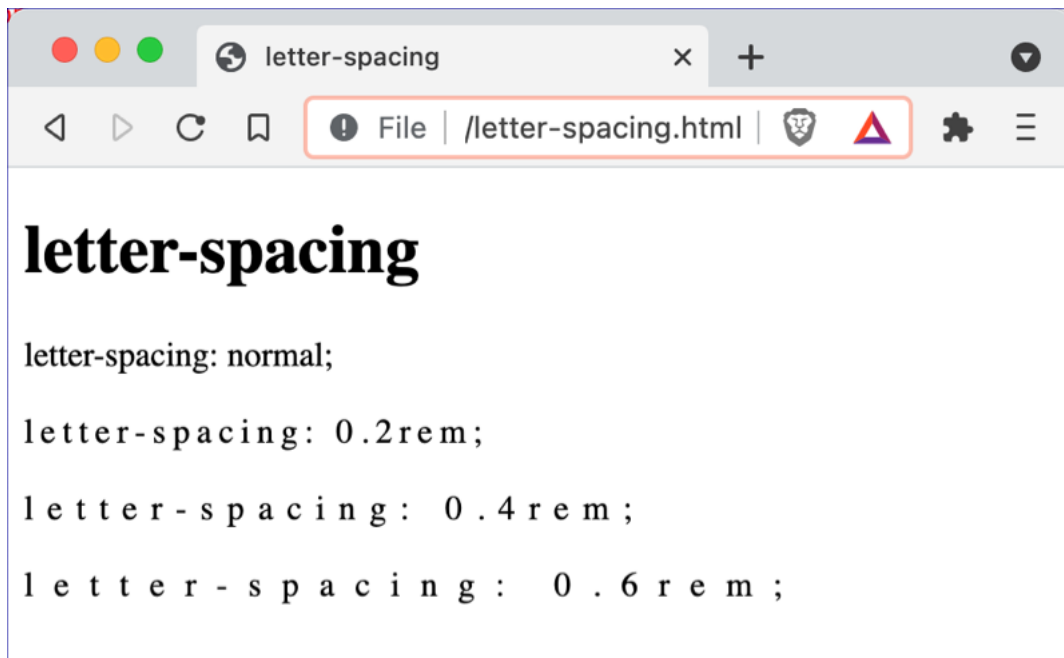 letter-spacing
File | /letter-spacing.html
letter-spacing
letter-spacing: normal;
letter-spacing: 0.2rem;
letter-spacing: 0.4rem;
letter-spacing: 0.6rem;